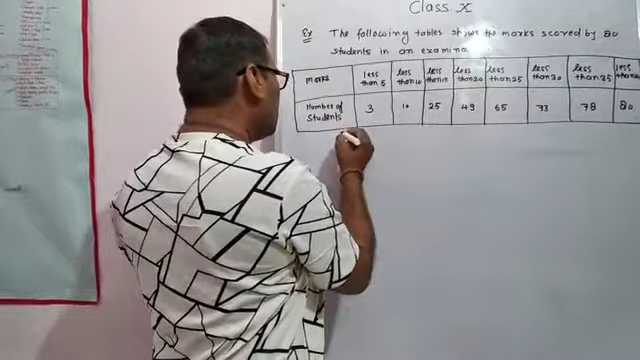 Class X
Ex The following tables shows the marks scored by 80
students in an examina
Marks less than 5 less than 10 less than 15 less than 20 less than 25 less than 30 less than 35 less
Number of Students 3 10 25 49 65 73 78 80